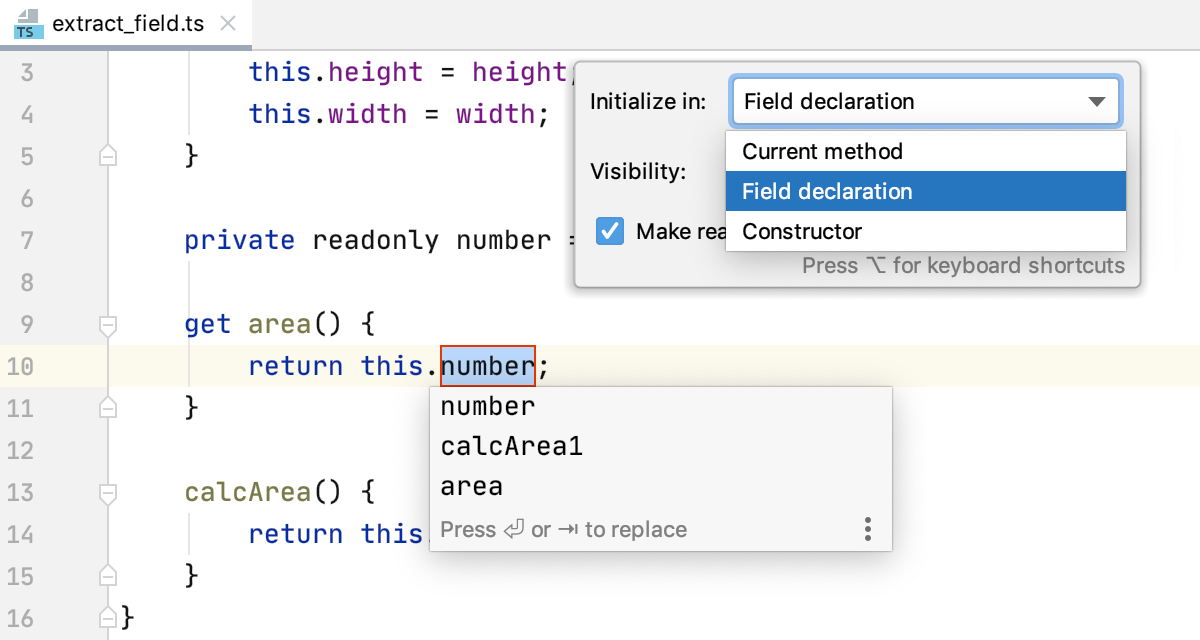 TS extract_field.ts
3 this.height = height;
Initialize in: Field declaration
4 this.width = width;
Current method
5 }
Visibility:
6
Field declaration
7 private readonly number =
Make rea
Constructor
8
Press ⌥ for keyboard shortcuts
9 get area() {
10 return this.number;
11 }
number
12
calcArea1
13 calcArea() {
area
14 return this.
Press ⏎ or ⇥ to replace
15 }
16 }